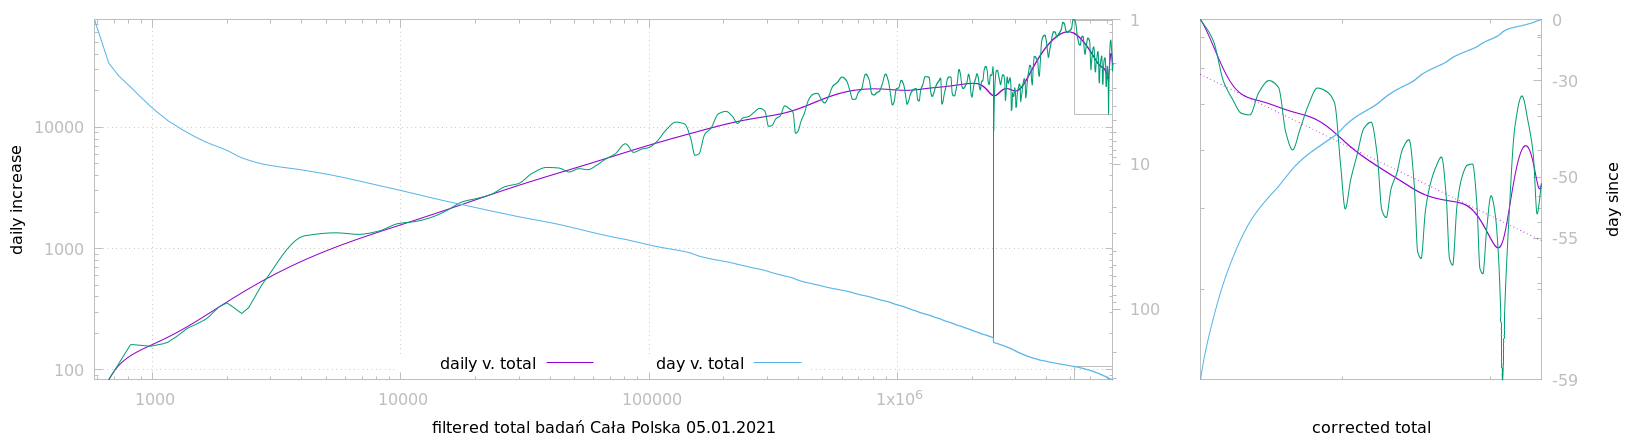 daily increase
10000
1000
100
daily v. total
day v. total
1000
10000
100000
1x10⁶
filtered total badań Cała Polska 05.01.2021
1
10
100
0
-30
-50
-55
-59
day since
corrected total